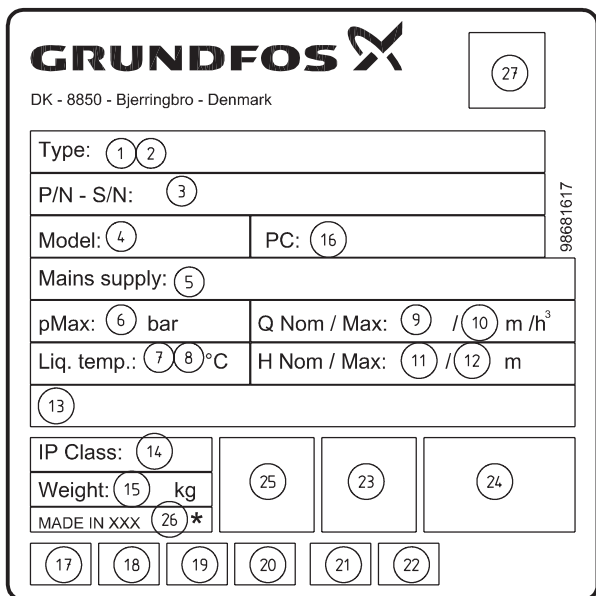 GRUNDFOS
27
DK - 8850 - Bjerringbro - Denmark
Type: 1 2
P/N - S/N: 3
98681617
Model: 4 PC: 16
Mains supply: 5
pMax: 6 bar Q Nom / Max: 9 / 10 m /h³
Liq. temp.: 7 8 °C H Nom / Max: 11 / 12 m
13
IP Class: 14
Weight: 15 kg
MADE IN XXX 26 *
25 23 24
17 18 19 20 21 22